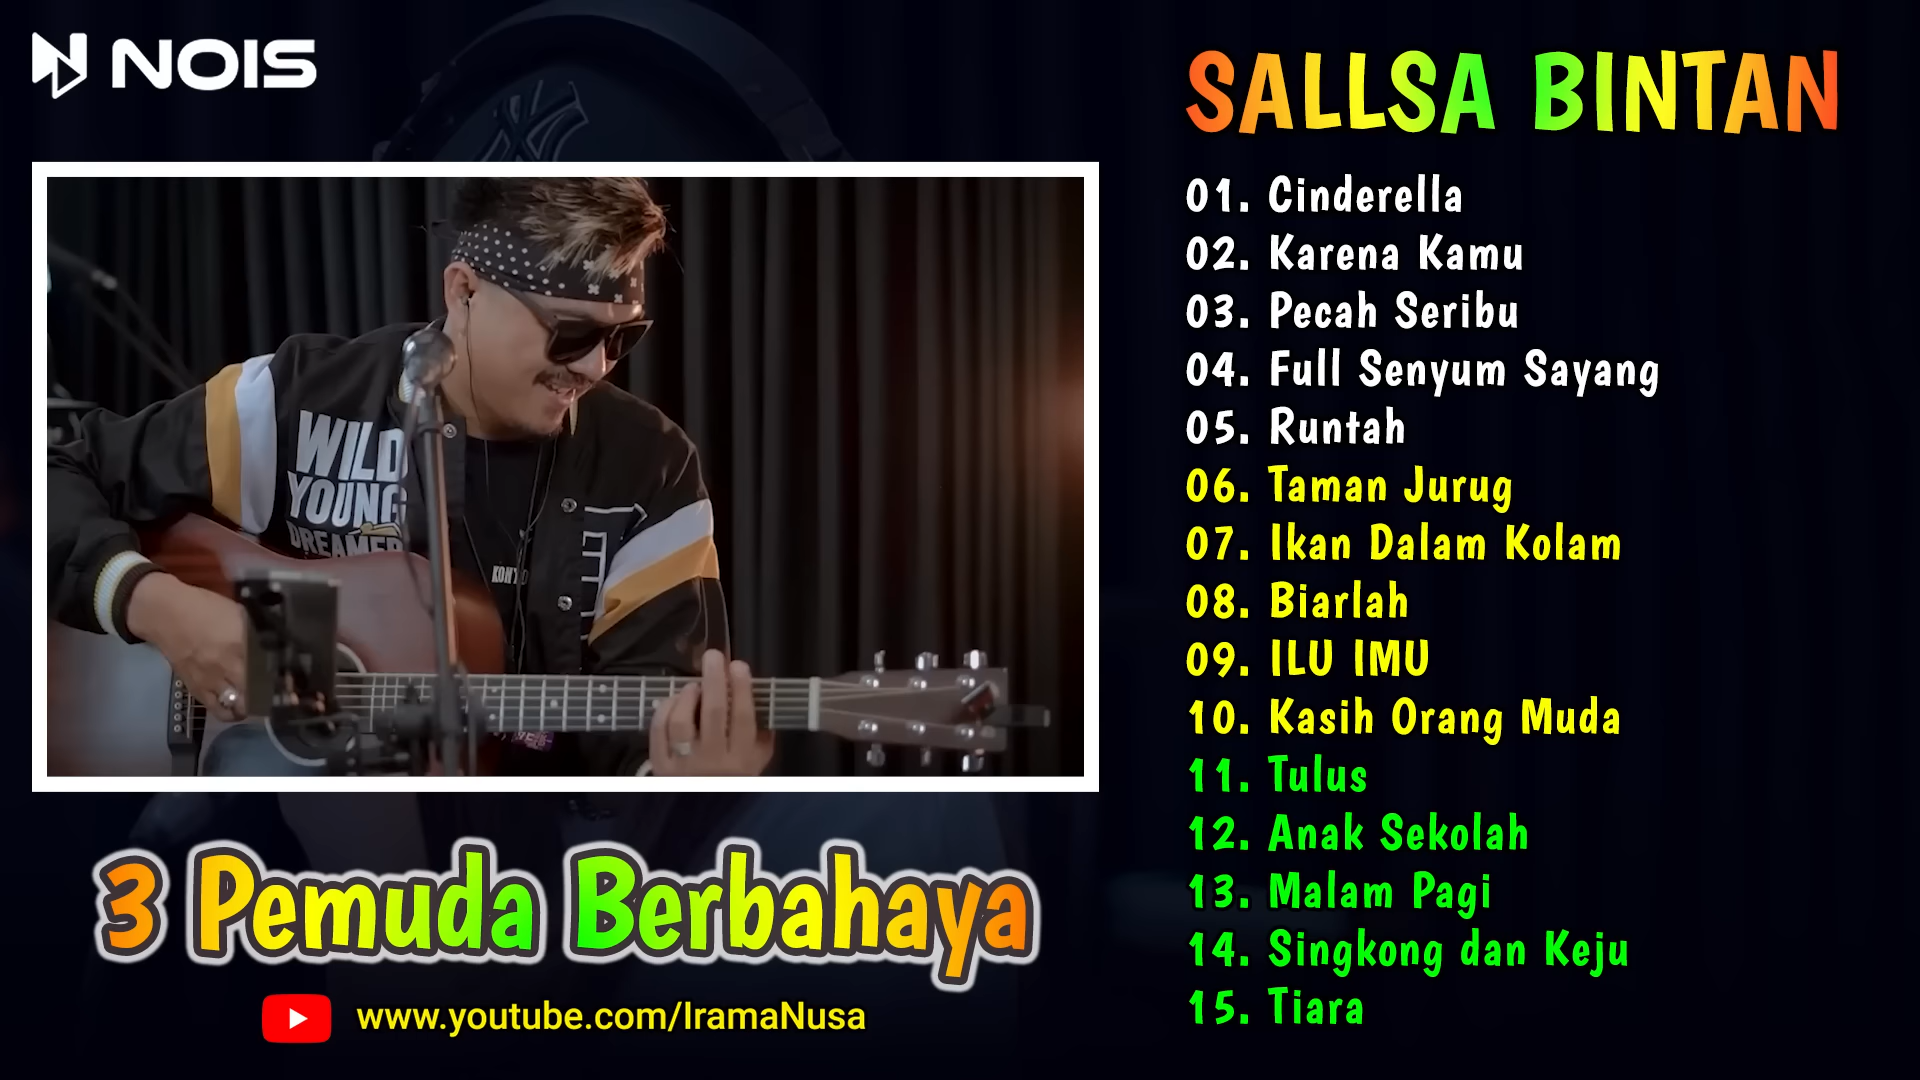 NOIS
SALLSA BINTAN
WILD
YOUNG
DREAMER
3 Pemuda Berbahaya
www.youtube.com/IramaNusa
01. Cinderella
02. Karena Kamu
03. Pecah Seribu
04. Full Senyum Sayang
05. Runtah
06. Taman Jurug
07. Ikan Dalam Kolam
08. Biarlah
09. ILU IMU
10. Kasih Orang Muda
11. Tulus
12. Anak Sekolah
13. Malam Pagi
14. Singkong dan Keju
15. Tiara